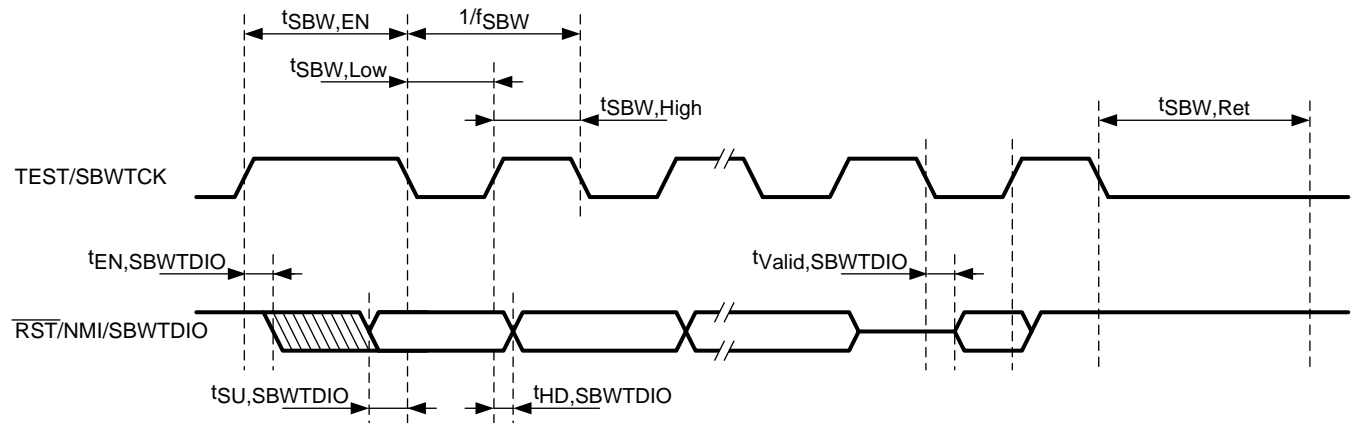 tSBW,EN
1/fSBW
tSBW,Low
tSBW,High
tSBW,Ret
TEST/SBWTCK
tEN,SBWTDIO
tValid,SBWTDIO
RST/NMI/SBWTDIO
tSU,SBWTDIO
tHD,SBWTDIO